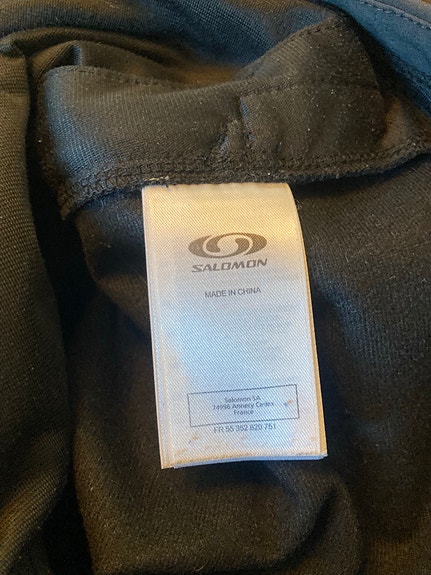 SALOMON
MADE IN CHINA
Salomon SA
74996 Annecy Cedex
France
FR 55 352 820 751